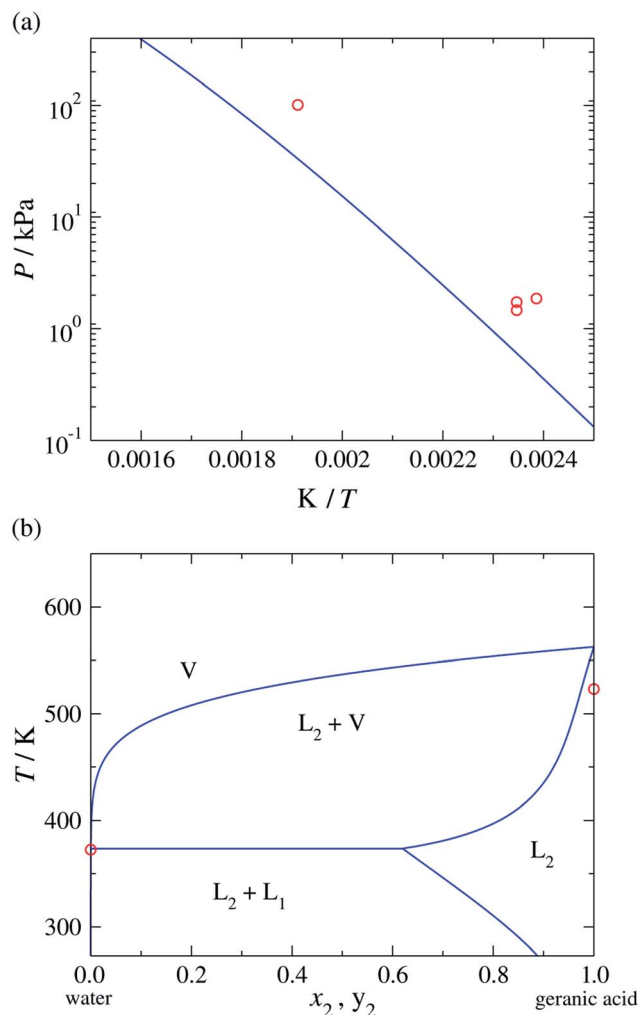 (a)
10²
10¹
10⁰
10⁻¹
P / kPa
0.0016 0.0018 0.002 0.0022 0.0024
K / T
(b)
600
500
400
300
T / K
V
L₂ + V
L₂
L₂ + L₁
0.0 0.2 0.4 0.6 0.8 1.0
water x₂ , y₂ geranic acid